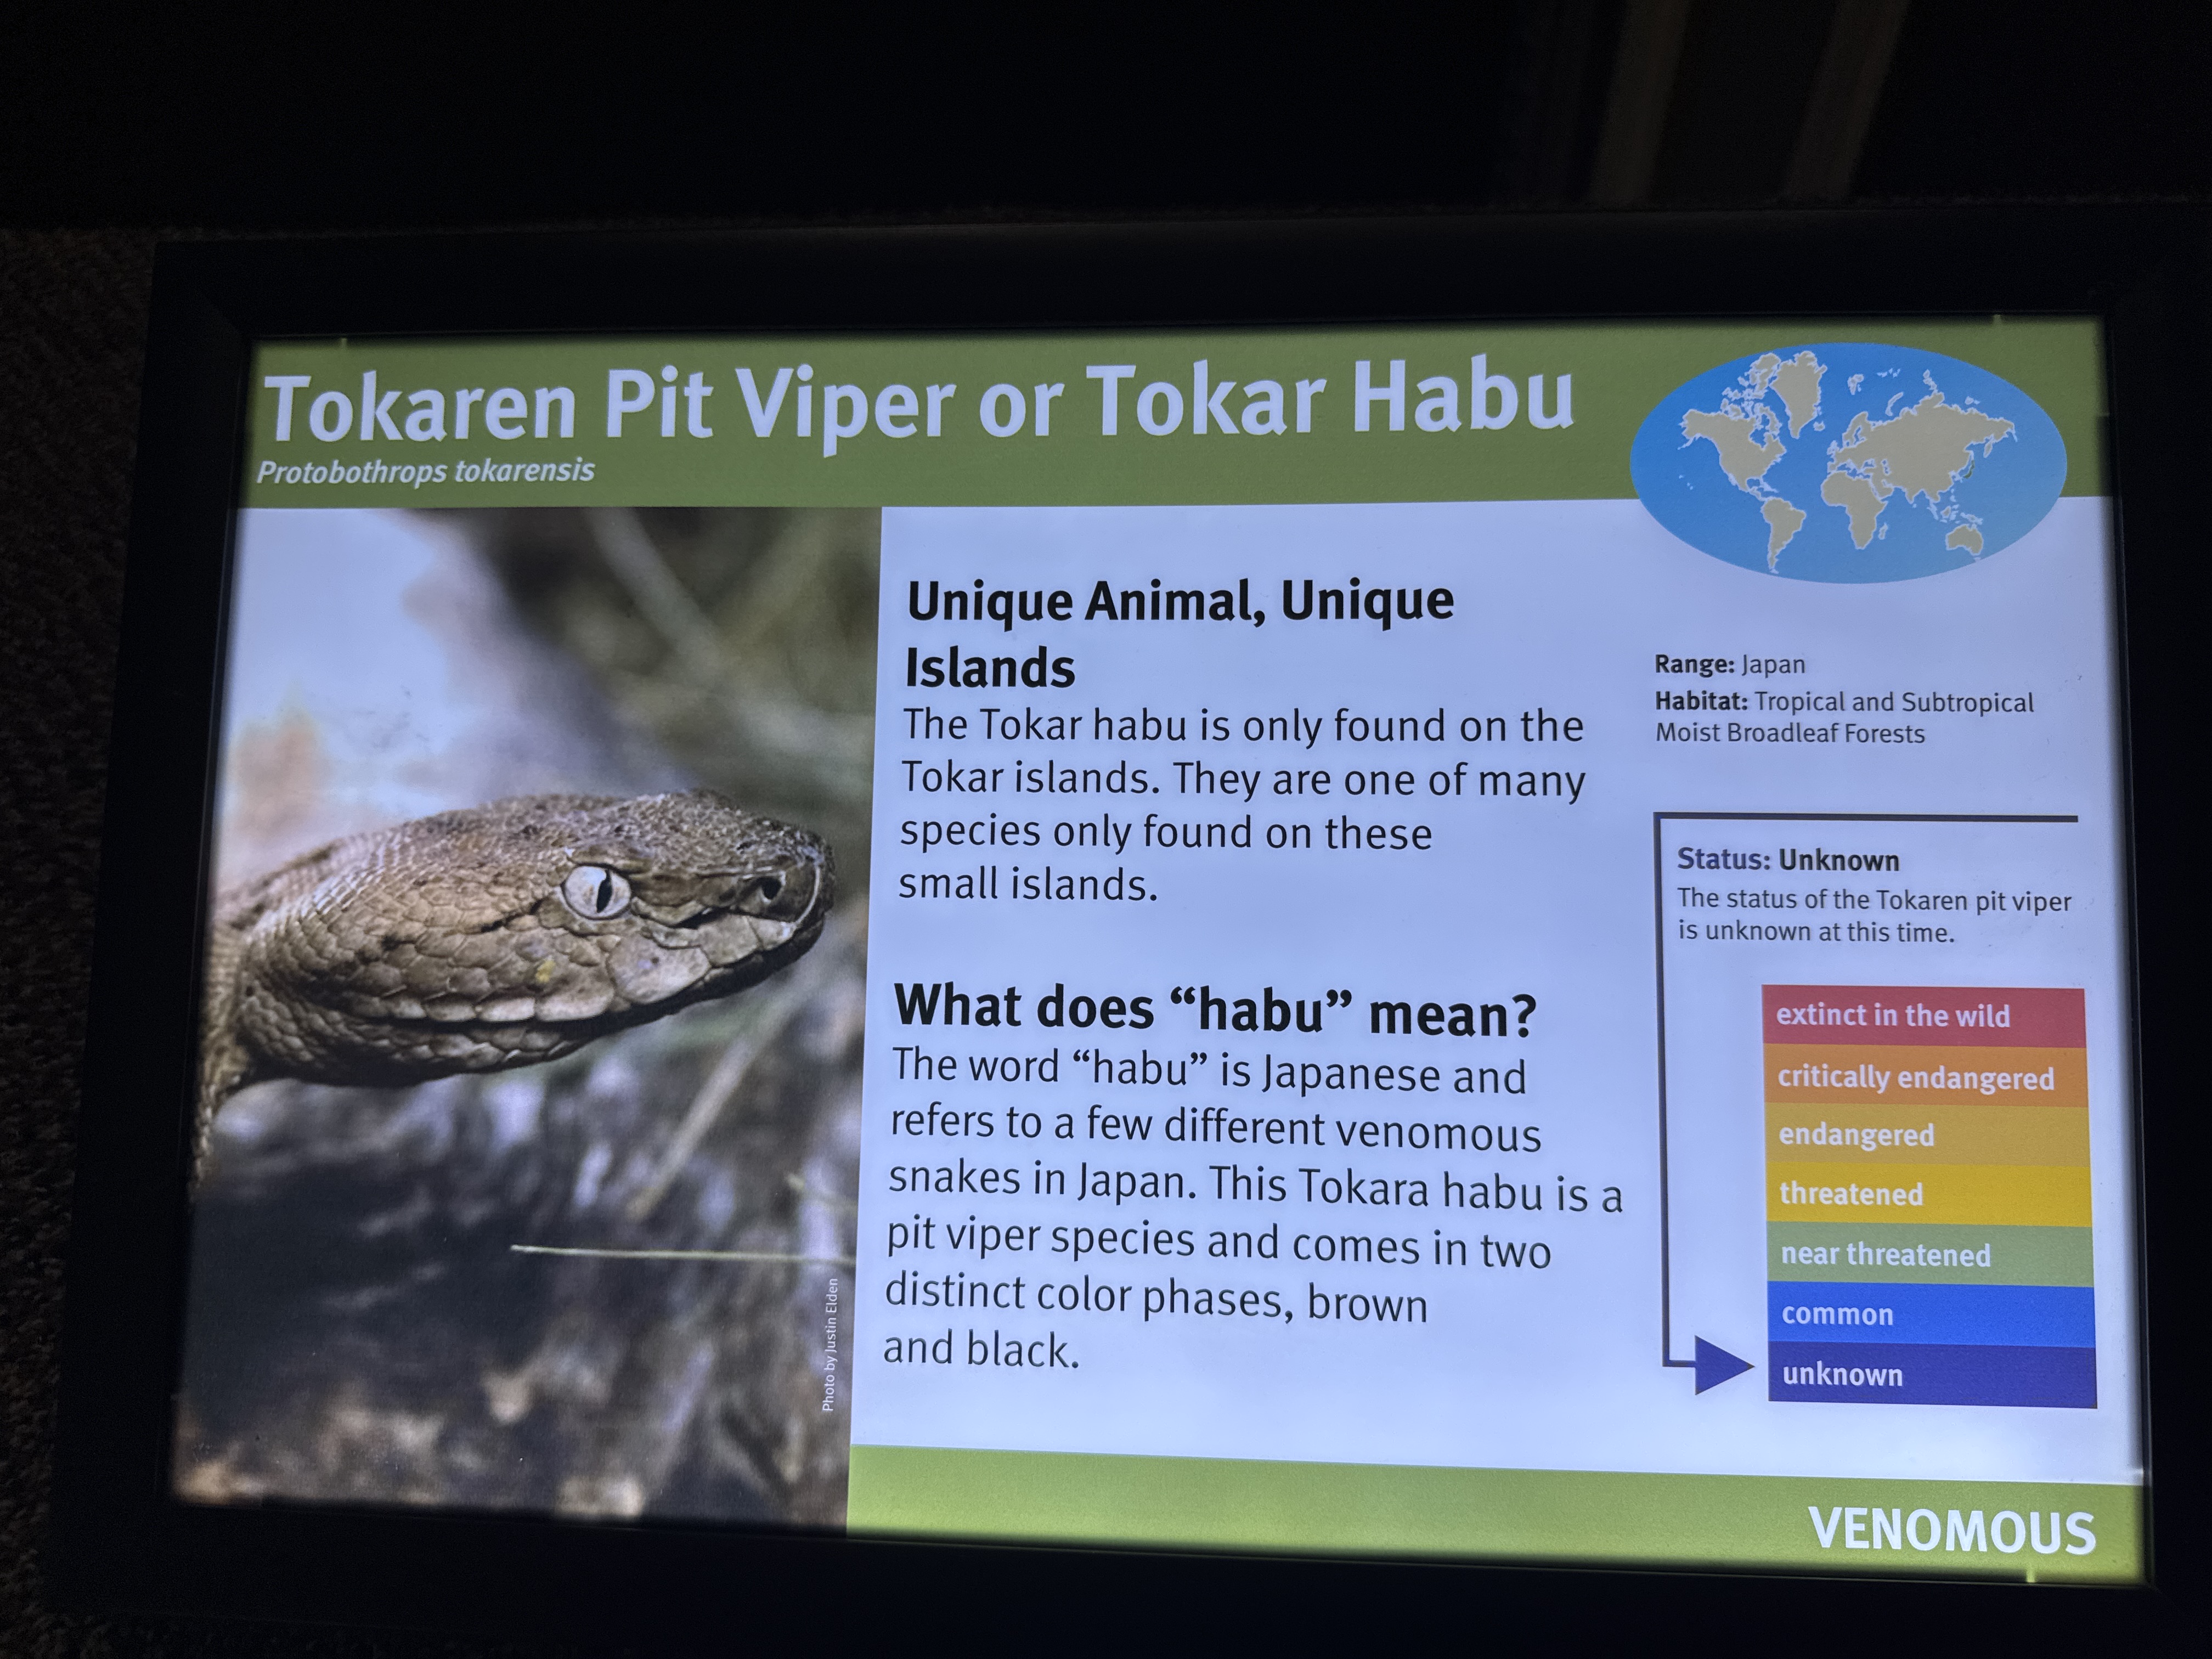 Tokaren Pit Viper or Tokar Habu
Protobothrops tokarensis
Unique Animal, Unique
Islands
The Tokar habu is only found on the
Tokar islands. They are one of many
species only found on these
small islands.
What does “habu” mean?
The word “habu” is Japanese and
refers to a few different venomous
snakes in Japan. This Tokara habu is a
pit viper species and comes in two
distinct color phases, brown
and black.
Photo by Justin Elden
Range: Japan
Habitat: Tropical and Subtropical
Moist Broadleaf Forests
Status: Unknown
The status of the Tokaren pit viper
is unknown at this time.
extinct in the wild
critically endangered
endangered
threatened
near threatened
common
unknown
VENOMOUS